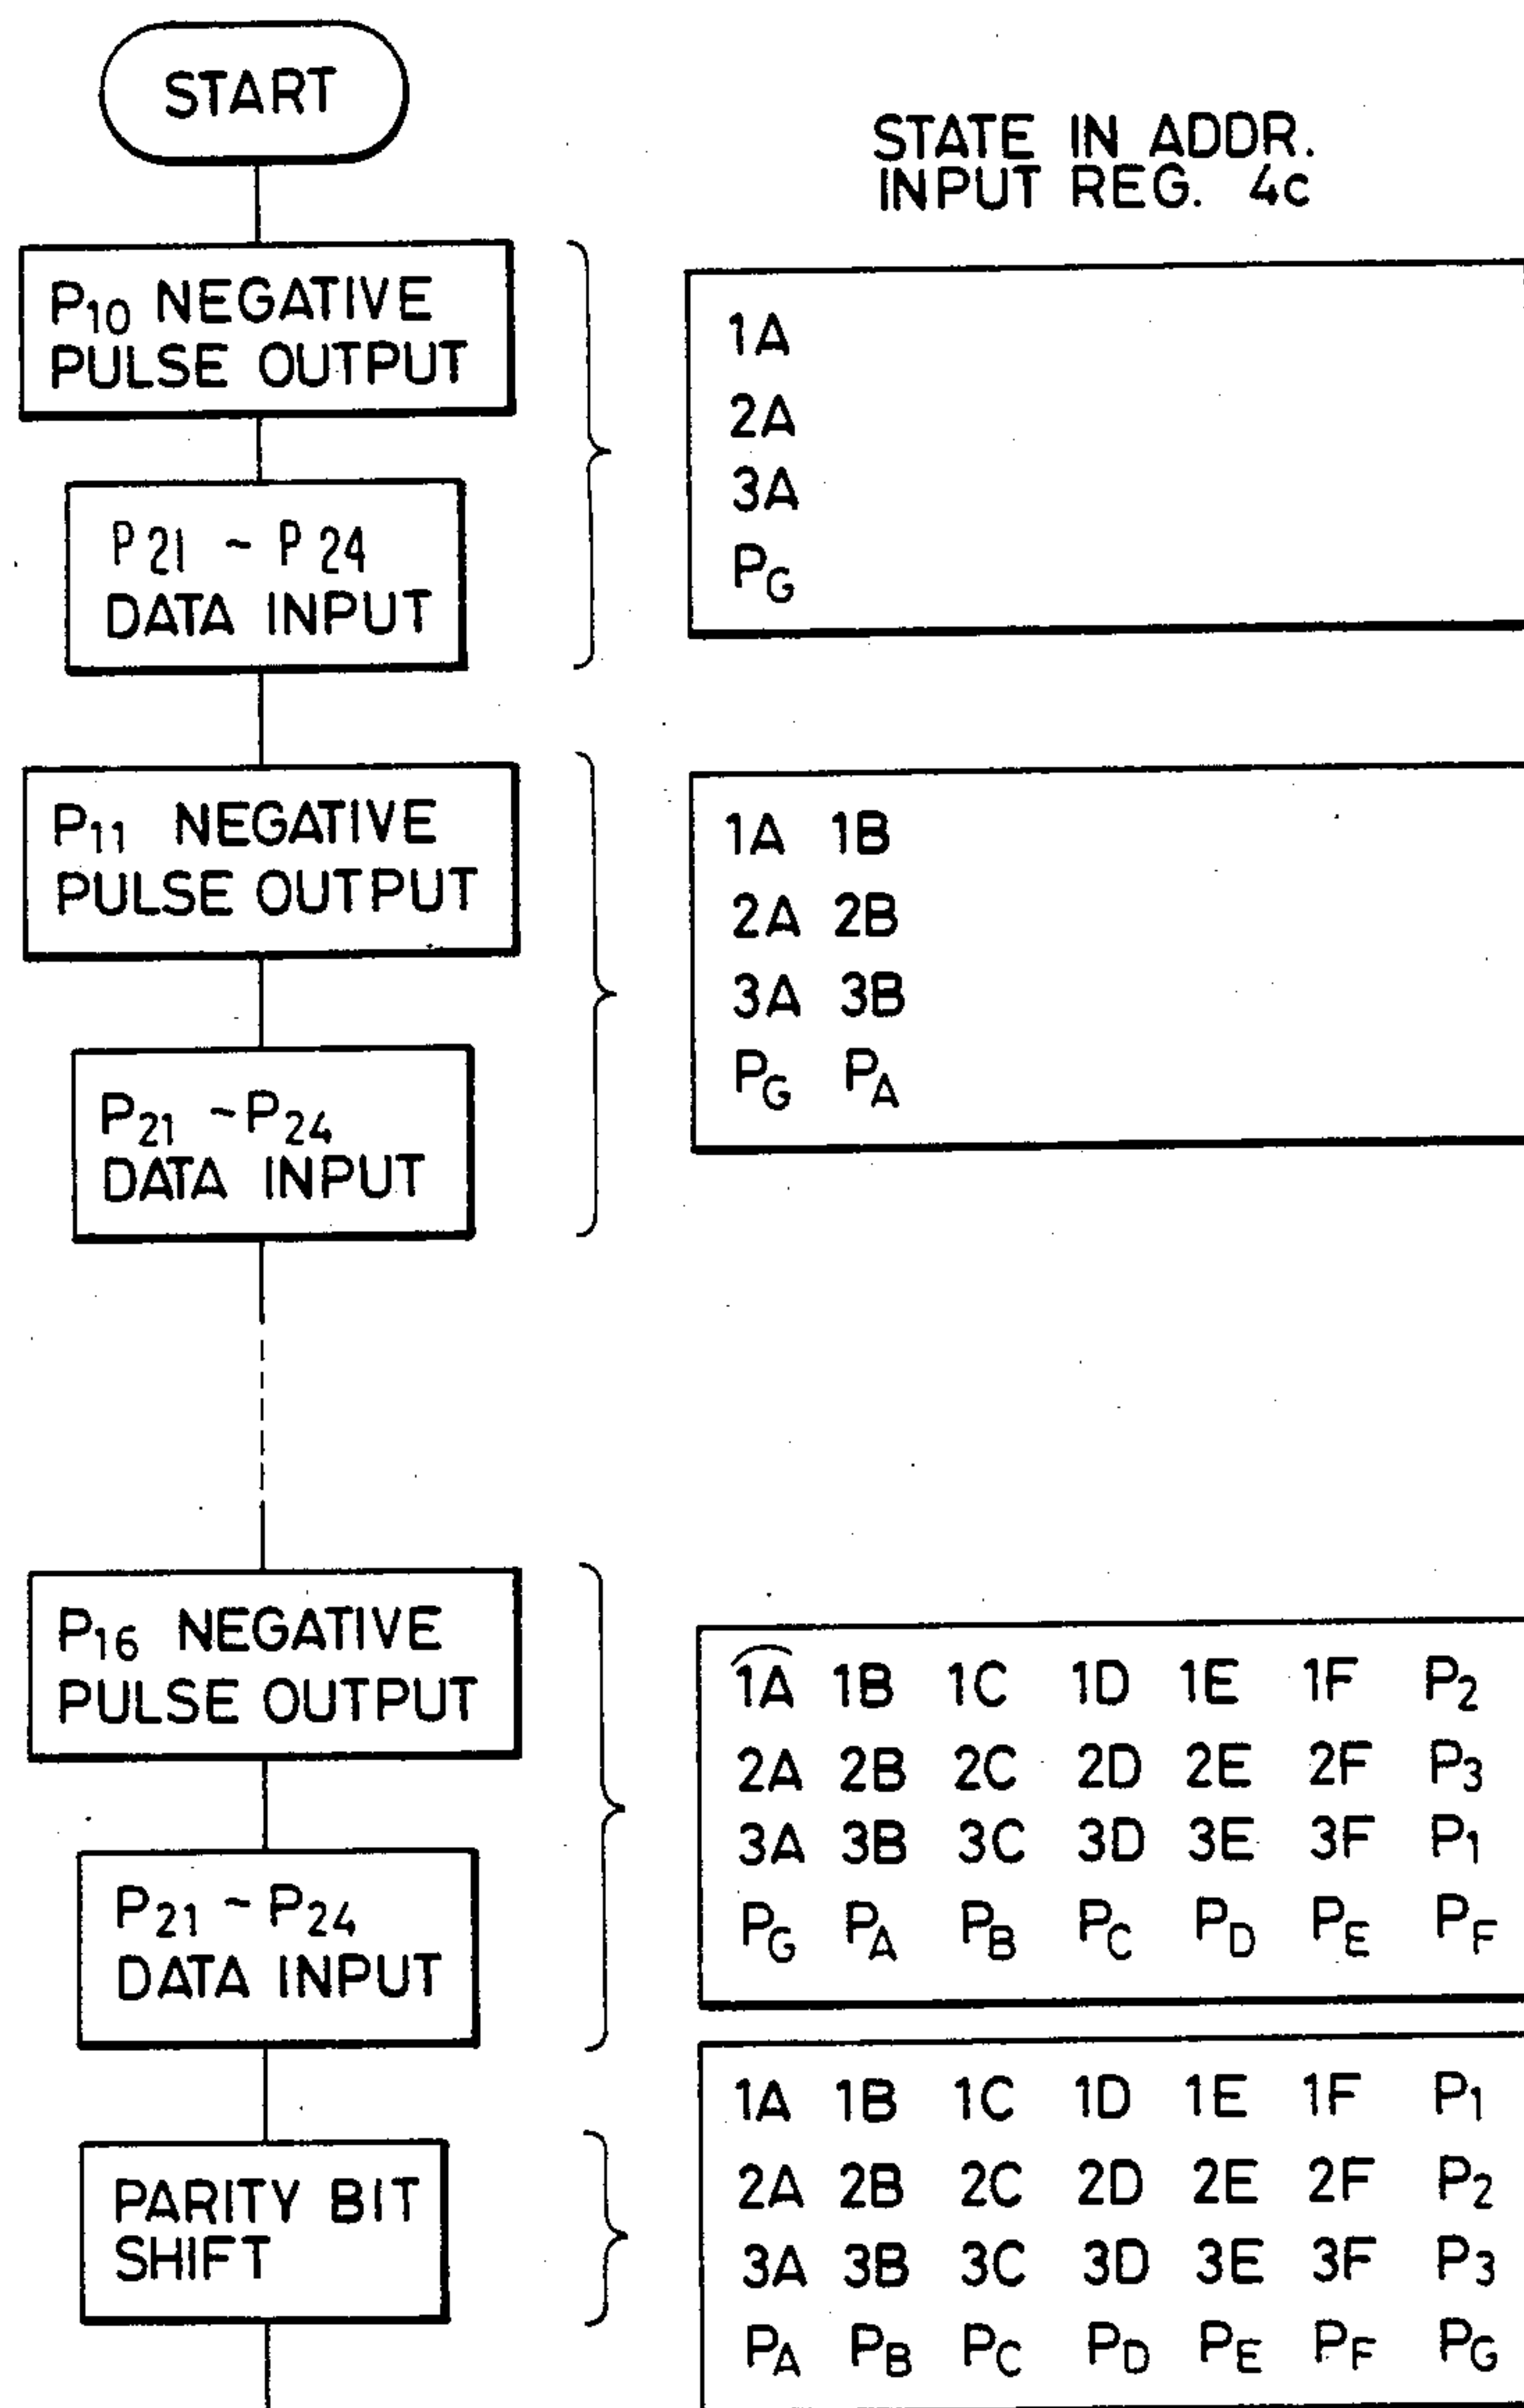 START
STATE IN ADDR.
INPUT REG. 4c
P10 NEGATIVE
PULSE OUTPUT
P21 ~ P24
DATA INPUT
1A
2A
3A
PG
P11 NEGATIVE
PULSE OUTPUT
P21 ~P24
DATA INPUT
1A 1B
2A 2B
3A 3B
PG PA
P16 NEGATIVE
PULSE OUTPUT
P21 ~ P24
DATA INPUT
1A 1B 1C 1D 1E 1F P2
2A 2B 2C 2D 2E 2F P3
3A 3B 3C 3D 3E 3F P1
PG PA PB PC PD PE PF
PARITY BIT
SHIFT
1A 1B 1C 1D 1E 1F P1
2A 2B 2C 2D 2E 2F P2
3A 3B 3C 3D 3E 3F P3
PA PB PC PD PE PF PG